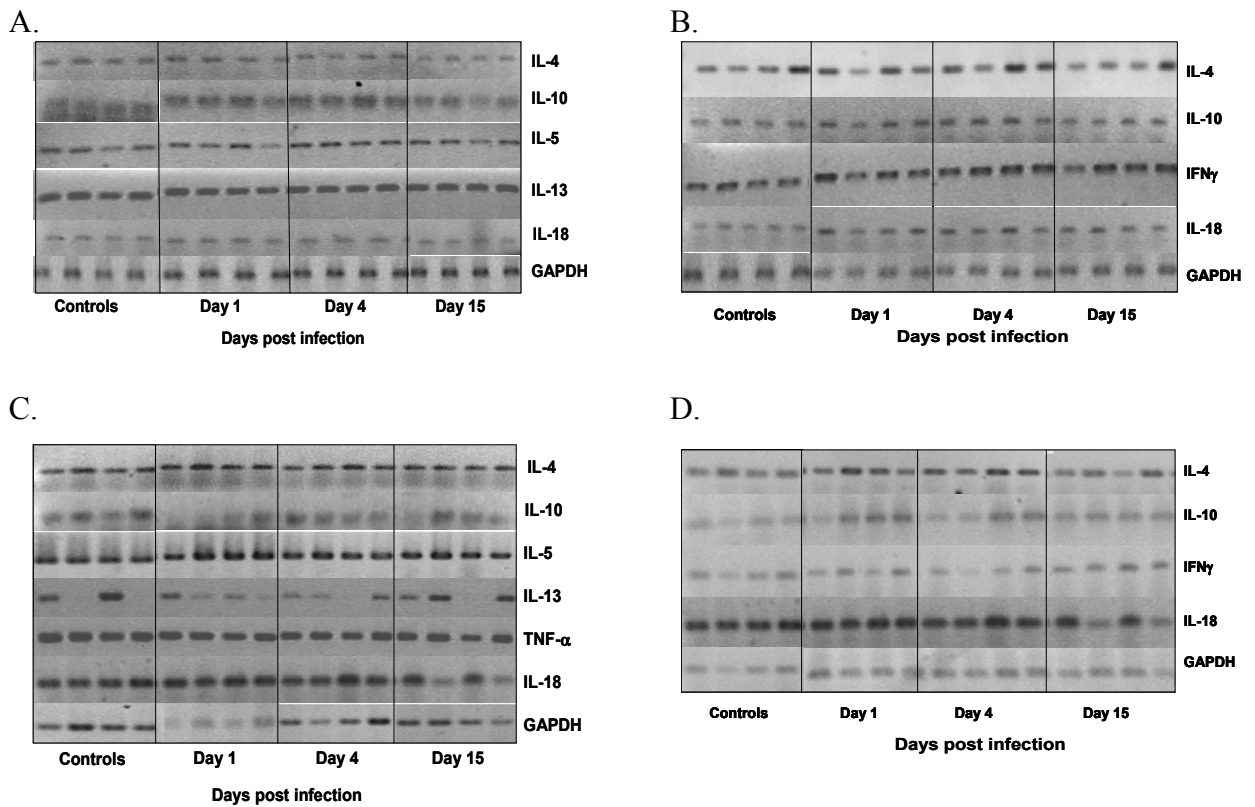 A.
IL-4
IL-10
IL-5
IL-13
IL-18
GAPDH
Controls Day 1 Day 4 Day 15
Days post infection
B.
IL-4
IL-10
IFNγ
IL-18
GAPDH
Controls Day 1 Day 4 Day 15
Days post infection
C.
IL-4
IL-10
IL-5
IL-13
TNF-α
IL-18
GAPDH
Controls Day 1 Day 4 Day 15
Days post infection
D.
IL-4
IL-10
IFNγ
IL-18
GAPDH
Controls Day 1 Day 4 Day 15
Days post infection